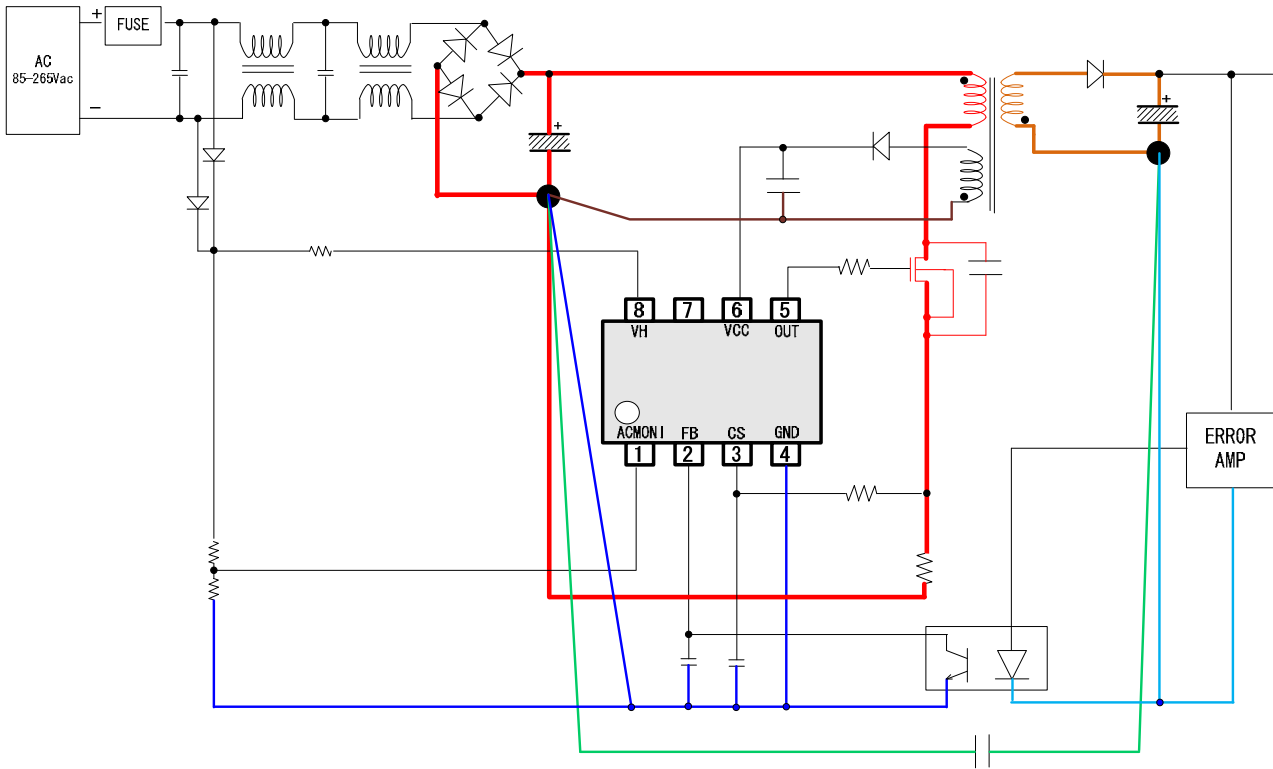 +
FUSE
AC
85-265Vac
-
+
+
8
7
6
5
VH
VCC
OUT
ACMONI
FB
CS
GND
1
2
3
4
ERROR
AMP